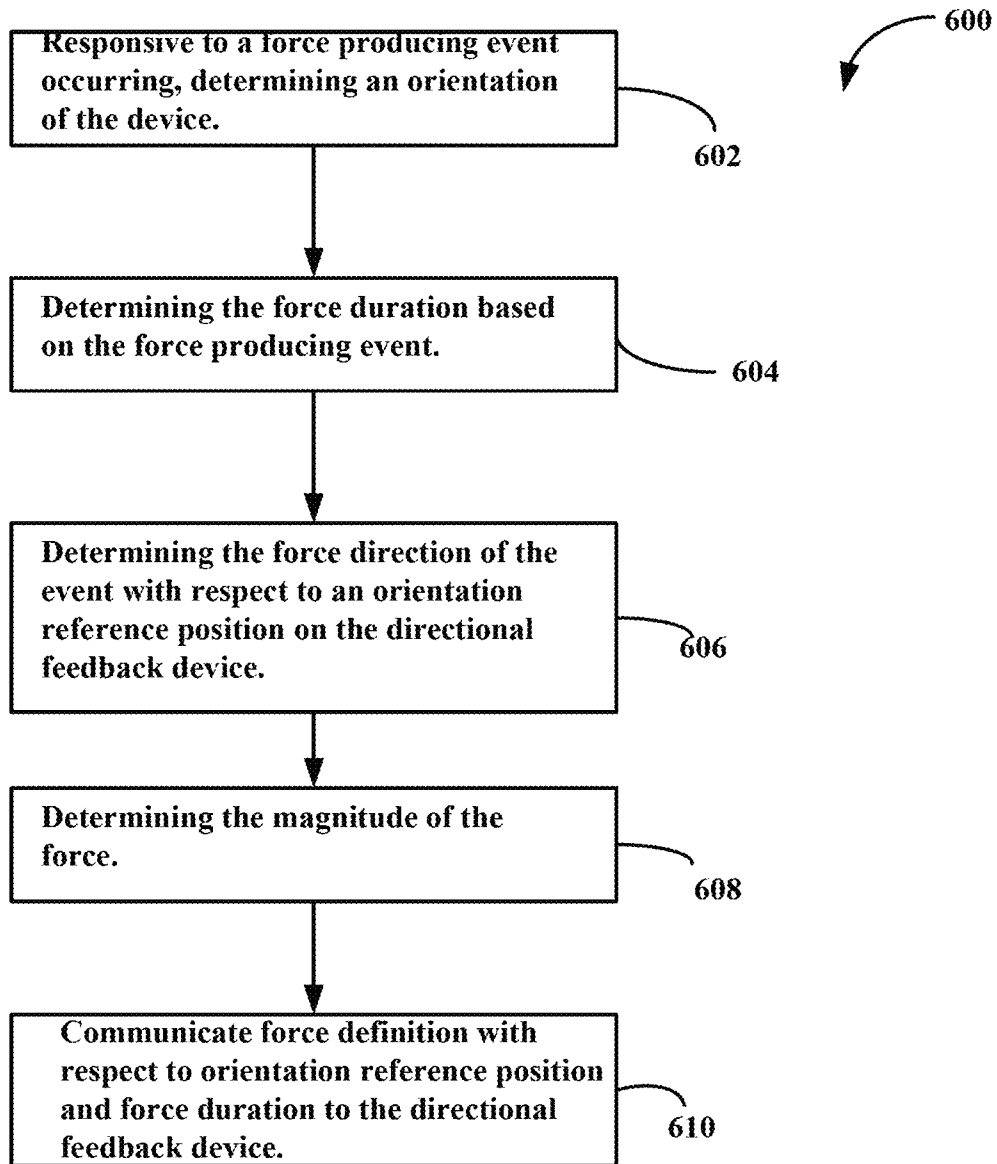 600
Responsive to a force producing event
occurring, determining an orientation
of the device.
602
Determining the force duration based
on the force producing event.
604
Determining the force direction of the
event with respect to an orientation
reference position on the directional
feedback device.
606
Determining the magnitude of the
force.
608
Communicate force definition with
respect to orientation reference position
and force duration to the directional
feedback device.
610